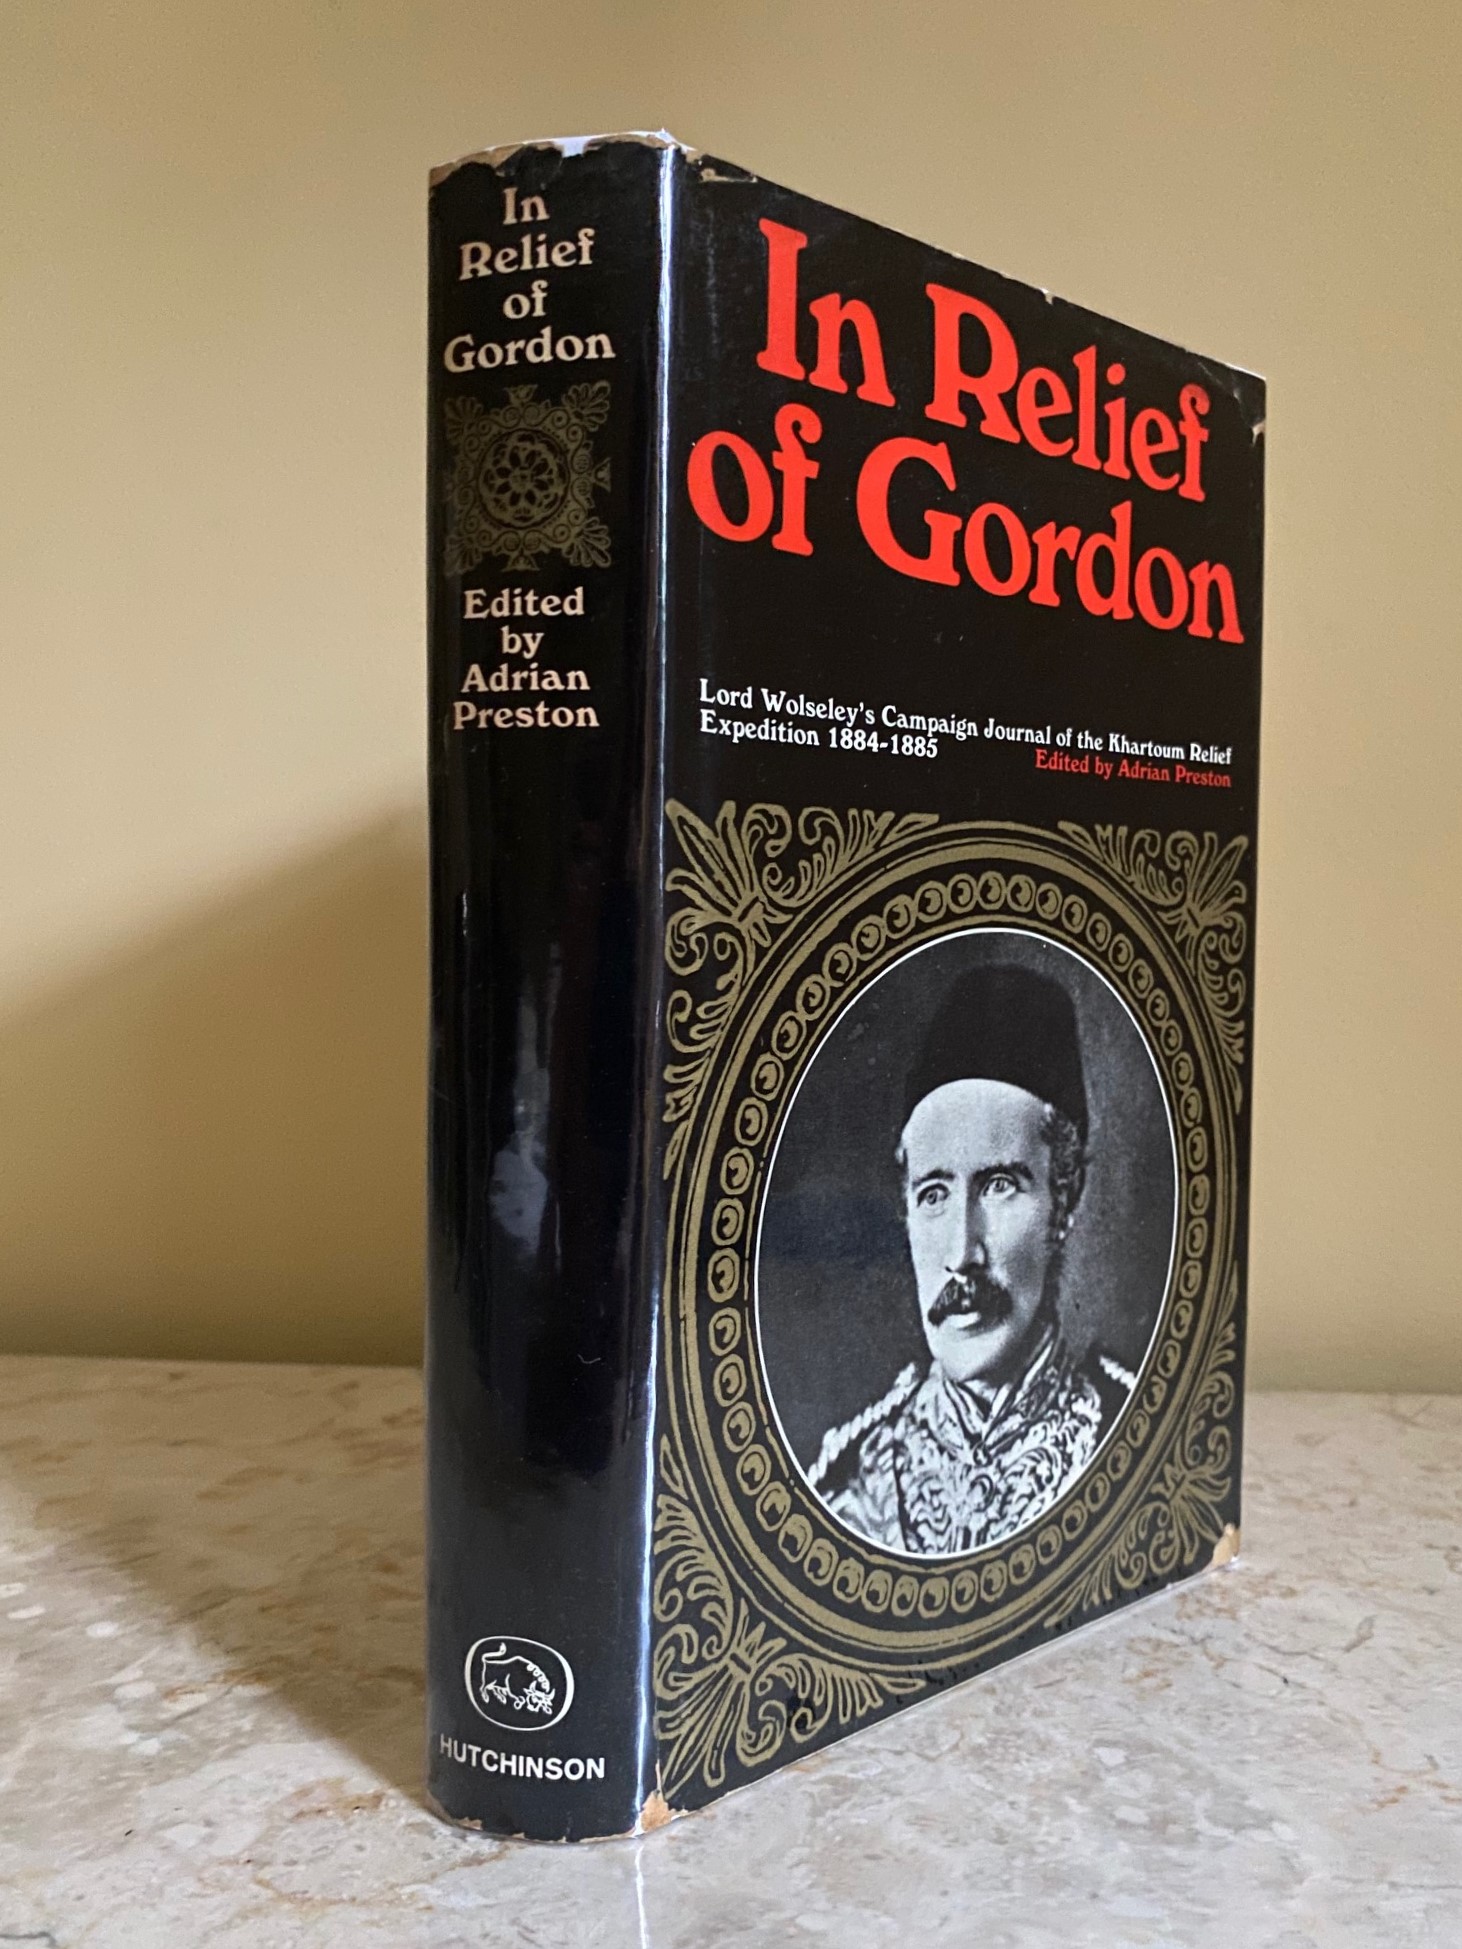 In
Relief
of
Gordon
Edited
by
Adrian
Preston
HUTCHINSON
In Relief
of Gordon
Lord Wolseley's Campaign Journal of the Khartoum Relief
Expedition 1884-1885
Edited by Adrian Preston